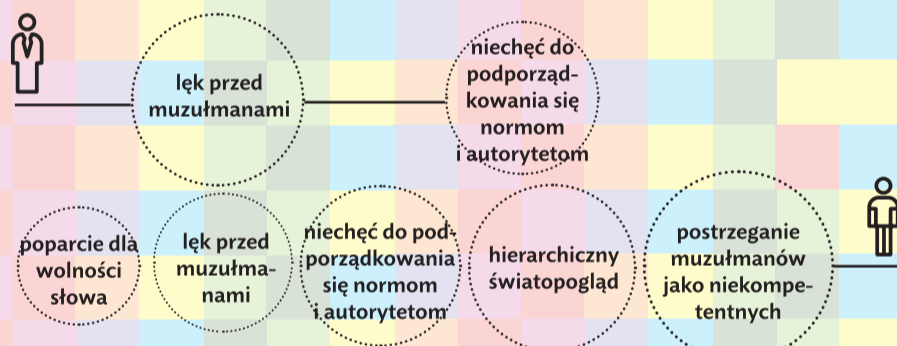 lęk przed
muzułmanami
niechęć do
podporząd-
kowania się
normom
i autorytetom
poparcie dla
wolności
słowa
lęk przed
muzułma-
nami
niechęć do pod-
porządkowania
się normom
i autorytetom
hierarchiczny
światopogląd
postrzeganie
muzułmanów
jako niekompe-
tentnych